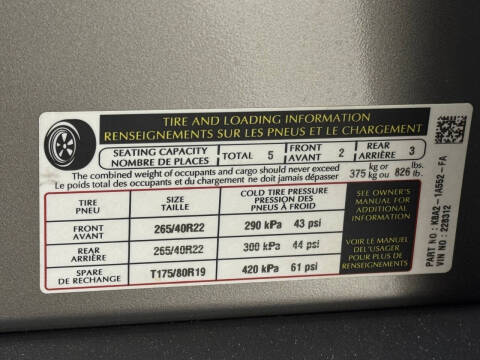 TIRE AND LOADING INFORMATION
RENSEIGNEMENTS SUR LES PNEUS ET LE CHARGEMENT
SEATING CAPACITY
NOMBRE DE PLACES
TOTAL 5
FRONT
AVANT 2
REAR
ARRIÈRE 3
The combined weight of occupants and cargo should never exceed
Le poids total des occupants et du chargement ne doit jamais dépasser
375 kg or
kg ou 826 lbs.
lb.
TIRE
PNEU
SIZE
TAILLE
COLD TIRE PRESSURE
PRESSION DES
PNEUS À FROID
SEE OWNER'S
MANUAL FOR
ADDITIONAL
INFORMATION
FRONT
AVANT
265/40R22
290 kPa 43 psi
REAR
ARRIÈRE
265/40R22
300 kPa 44 psi
VOIR LE MANUEL
DE L'USAGER
POUR PLUS DE
RENSEIGNEMENTS
SPARE
DE RECHANGE
T175/80R19
420 kPa 61 psi
PART NO : K8A2-1A552-FA
VIN NO : 228312